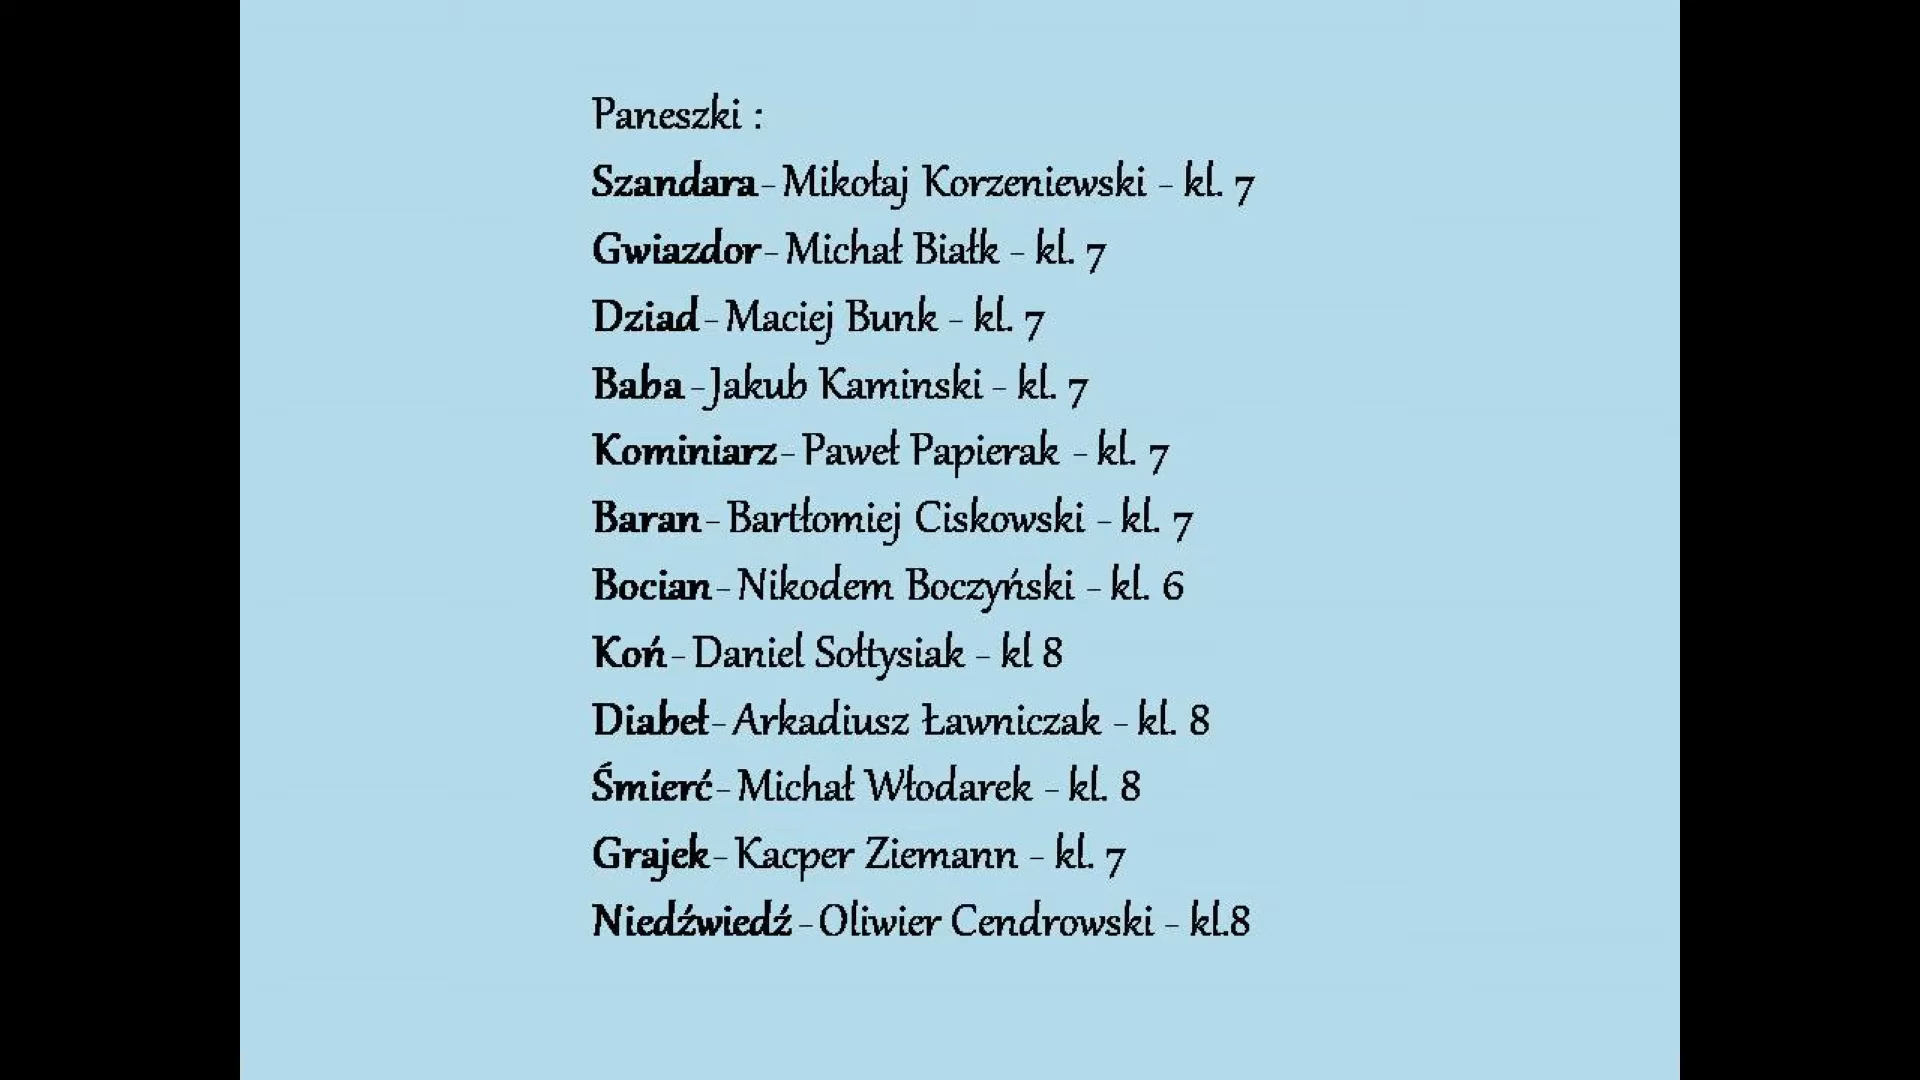 Paneszki :
Szandara - Mikołaj Korzeniewski - kl. 7
Gwiazdor - Michał Białk - kl. 7
Dziad - Maciej Bunk - kl. 7
Baba - Jakub Kaminski - kl. 7
Kominiarz - Paweł Papierak - kl. 7
Baran - Bartłomiej Ciskowski - kl. 7
Bocian - Nikodem Boczyński - kl. 6
Koń - Daniel Sołtysiak - kl 8
Diabeł - Arkadiusz Ławniczak - kl. 8
Śmierć - Michał Włodarek - kl. 8
Grajek - Kacper Ziemann - kl. 7
Niedźwiedź - Oliwier Cendrowski - kl.8